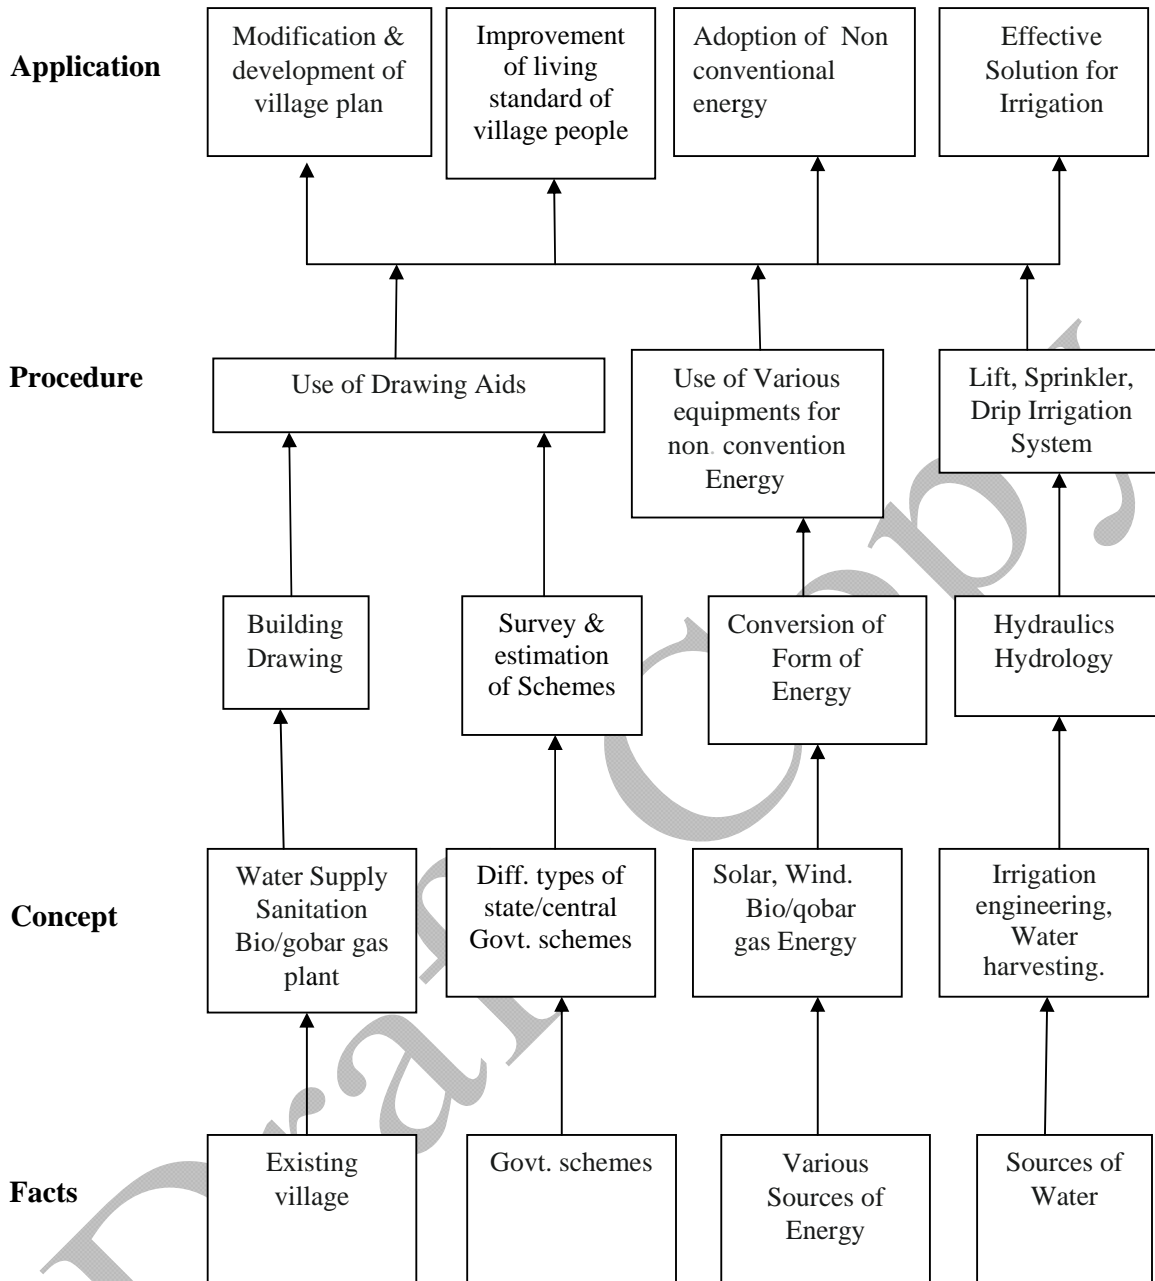 Application
Modification &
development of
village plan
Improvement
of living
standard of
village people
Adoption of Non
conventional
energy
Effective
Solution for
Irrigation
Procedure
Use of Drawing Aids
Use of Various
equipments for
non. convention
Energy
Lift, Sprinkler,
Drip Irrigation
System
Building
Drawing
Survey &
estimation
of Schemes
Conversion of
Form of
Energy
Hydraulics
Hydrology
Concept
Water Supply
Sanitation
Bio/gobar gas
plant
Diff. types of
state/central
Govt. schemes
Solar, Wind.
Bio/qobar
gas Energy
Irrigation
engineering,
Water
harvesting.
Facts
Existing
village
Govt. schemes
Various
Sources of
Energy
Sources of
Water
Draft Copy